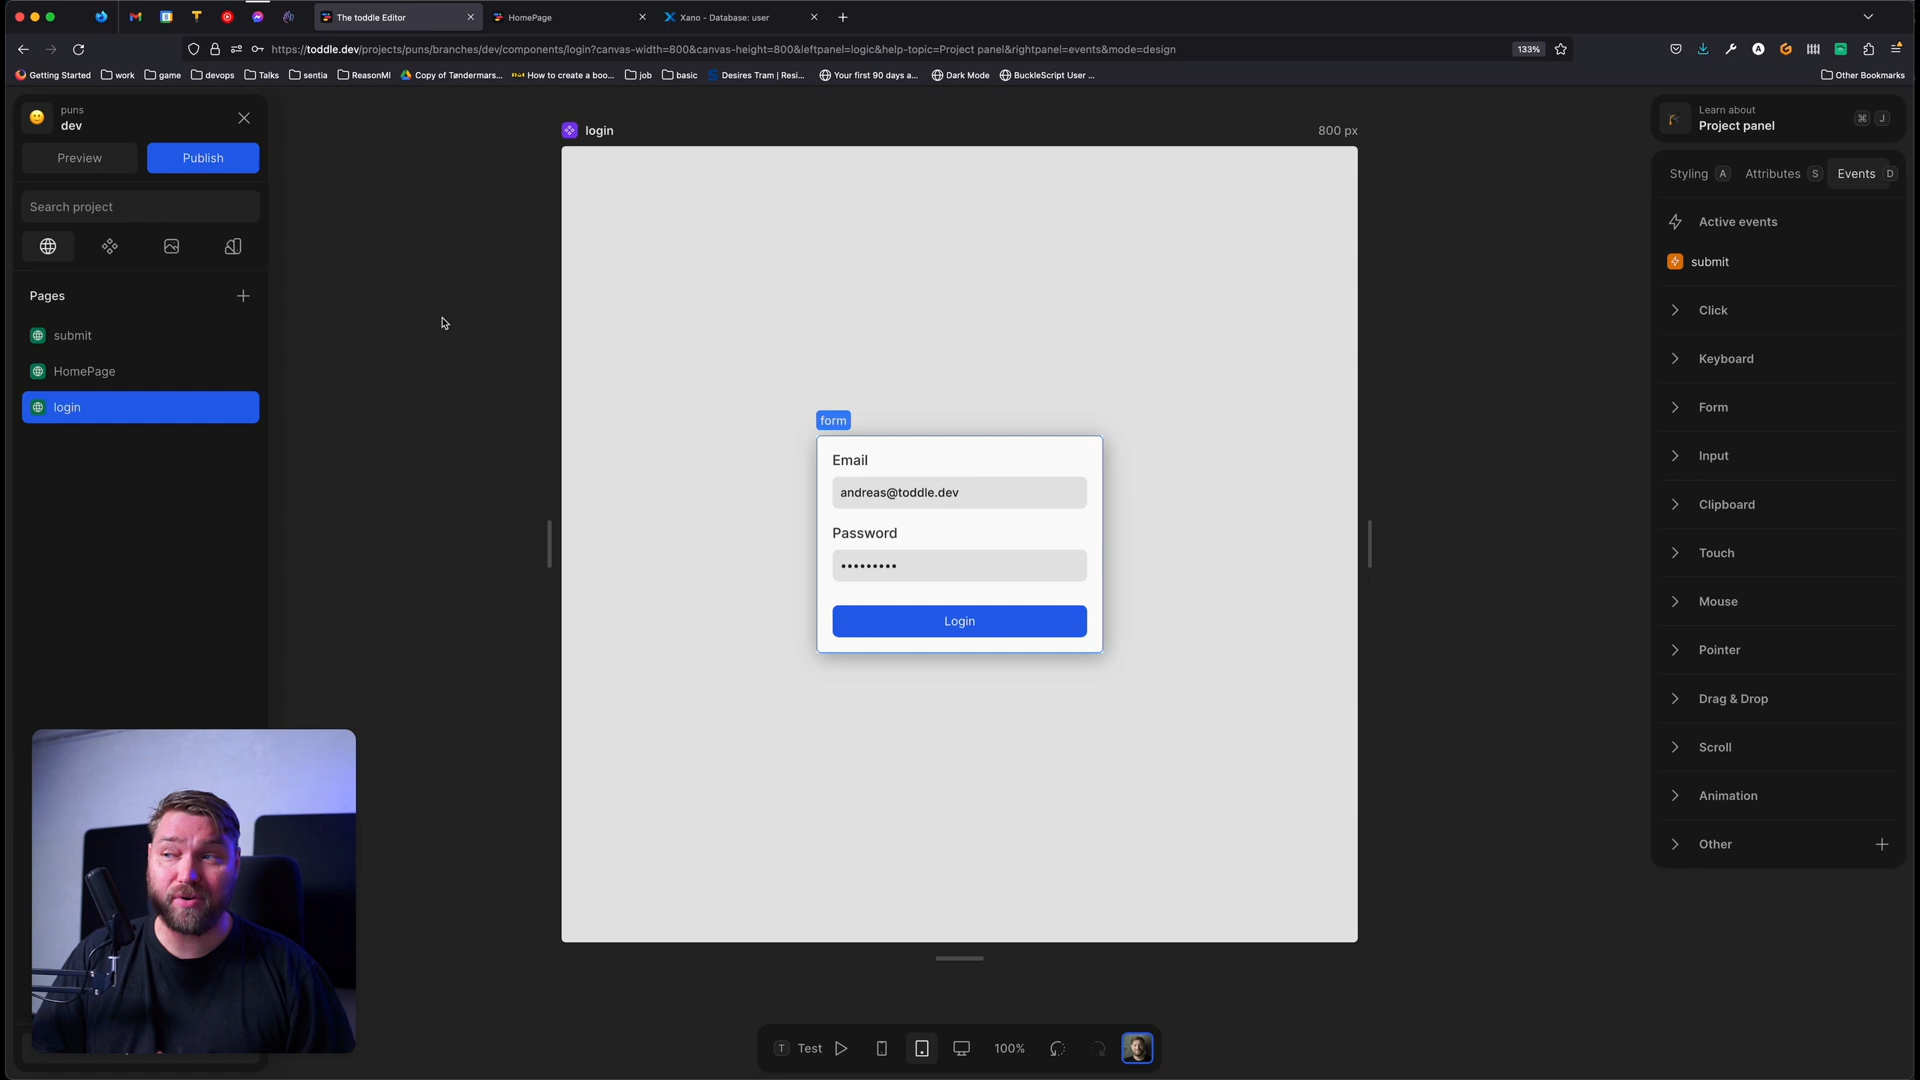 The toddle Editor
HomePage
Xano - Database: user
https://toddle.dev/projects/puns/branches/dev/components/login?canvas-width=800&canvas-height=800&leftpanel=logic&help-topic=Project panel&rightpanel=events&mode=design
133%
Getting Started
work
game
devops
Talks
sentia
ReasonMl
Copy of Tøndermars...
How to create a boo...
job
basic
Desires Tram | Resi...
Your first 90 days a...
Dark Mode
BuckleScript User ...
Other Bookmarks
puns
dev
Preview
Publish
Search project
Pages
submit
HomePage
login
login
800 px
form
Email
andreas@toddle.dev
Password
•••••••••
Login
Learn about
Project panel
⌘ J
Styling A
Attributes S
Events D
Active events
submit
Click
Keyboard
Form
Input
Clipboard
Touch
Mouse
Pointer
Drag & Drop
Scroll
Animation
Other
T Test
100%